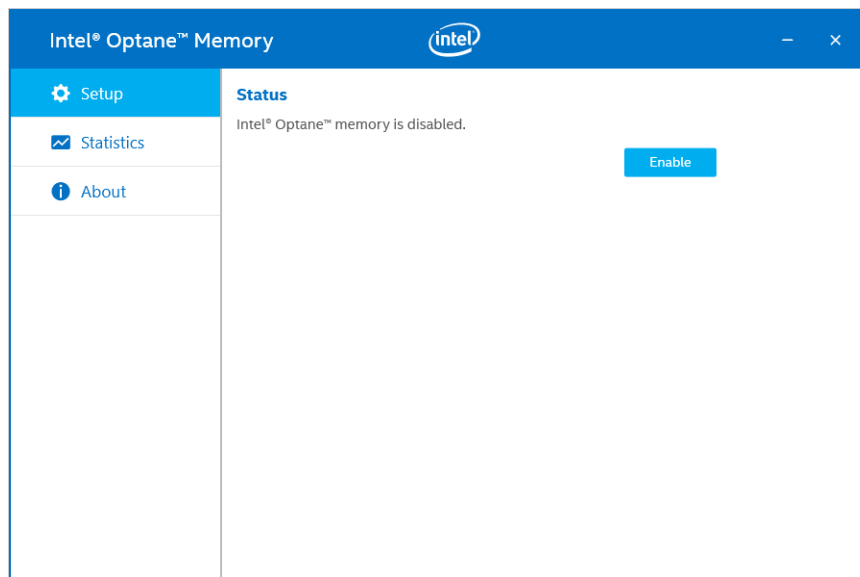 Intel® Optane™ Memory
intel
Setup
Statistics
About
Status
Intel® Optane™ memory is disabled.
Enable